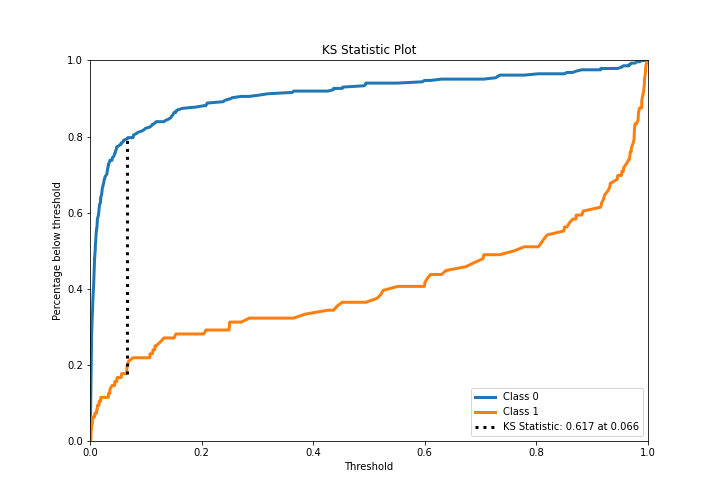 KS Statistic Plot
1.0
0.8
0.6
0.4
0.2
0.0
Percentage below threshold
0.0 0.2 0.4 0.6 0.8 1.0
Threshold
Class 0
Class 1
KS Statistic: 0.617 at 0.066